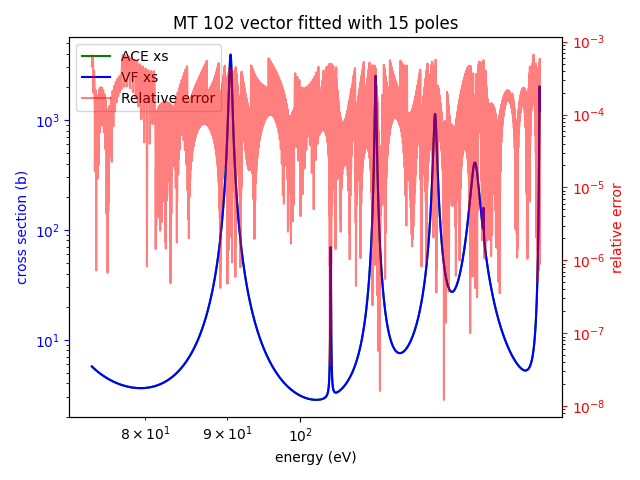 MT 102 vector fitted with 15 poles
ACE xs
VF xs
Relative error
cross section (b)
10³
10²
10¹
relative error
10⁻³
10⁻⁴
10⁻⁵
10⁻⁶
10⁻⁷
10⁻⁸
8 × 10¹
9 × 10¹
10²
energy (eV)